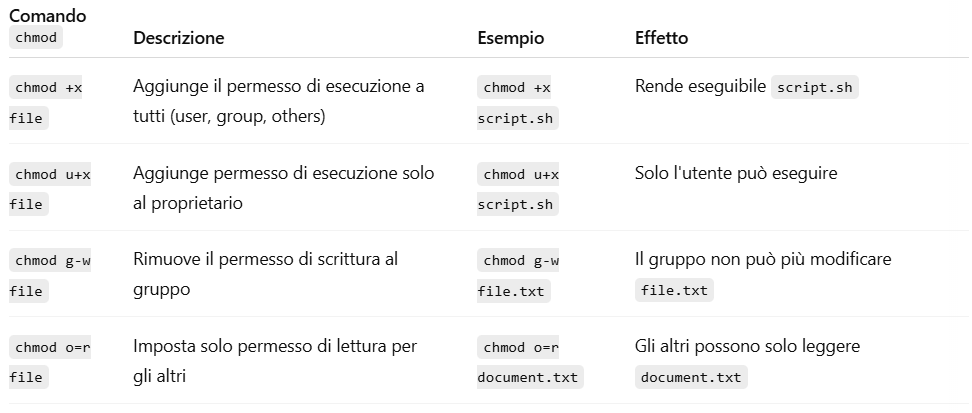 Comando
chmod Descrizione Esempio Effetto
chmod +x Aggiunge il permesso di esecuzione a chmod +x Rende eseguibile script.sh
file tutti (user, group, others) script.sh
chmod u+x Aggiunge permesso di esecuzione solo chmod u+x Solo l'utente può eseguire
file al proprietario script.sh
chmod g-w Rimuove il permesso di scrittura al chmod g-w Il gruppo non può più modificare
file gruppo file.txt file.txt
chmod o=r Imposta solo permesso di lettura per chmod o=r Gli altri possono solo leggere
file gli altri document.txt document.txt